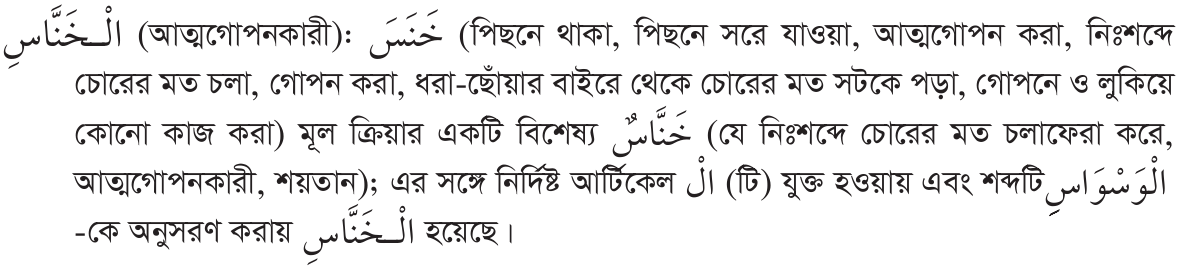 الْـخَنَّاسِ (আত্মগোপনকারী): خَنَسَ (পিছনে থাকা, পিছনে সরে যাওয়া, আত্মগোপন করা, নিঃশব্দে
চোরের মত চলা, গোপন করা, ধরা-ছোঁয়ার বাইরে থেকে চোরের মত সটকে পড়া, গোপনে ও লুকিয়ে
কোনো কাজ করা) মূল ক্রিয়ার একটি বিশেষ্য خَنَّاسٌ (যে নিঃশব্দে চোরের মত চলাফেরা করে,
আত্মগোপনকারী, শয়তান); এর সঙ্গে নির্দিষ্ট আর্টিকেল الْ (টি) যুক্ত হওয়ায় এবং শব্দটি الْوَسْوَاسِ
-কে অনুসরণ করায় الْـخَنَّاسِ হয়েছে।